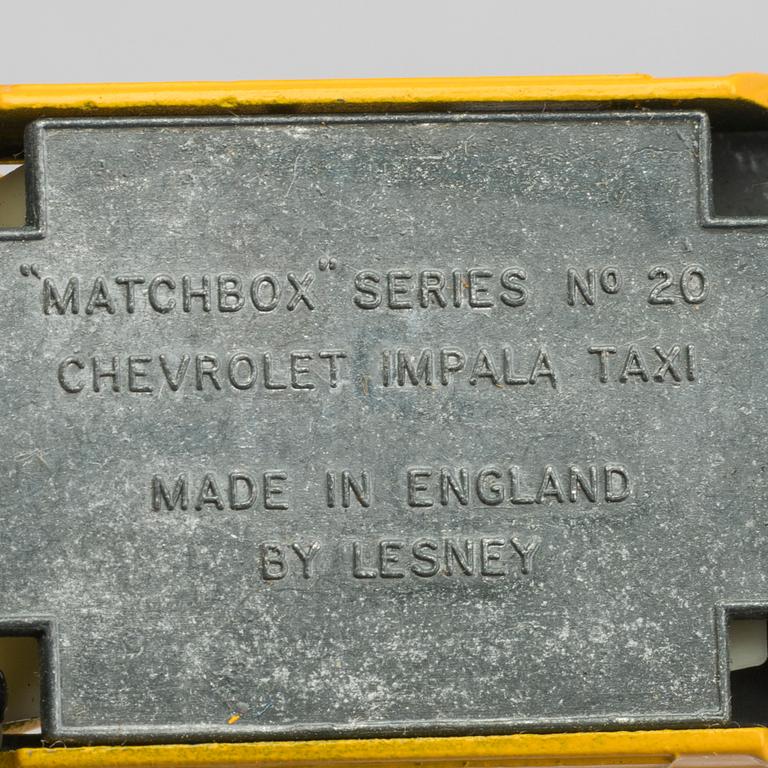 "MATCHBOX" SERIES Nº 20
CHEVROLET IMPALA TAXI
MADE IN ENGLAND
BY LESNEY